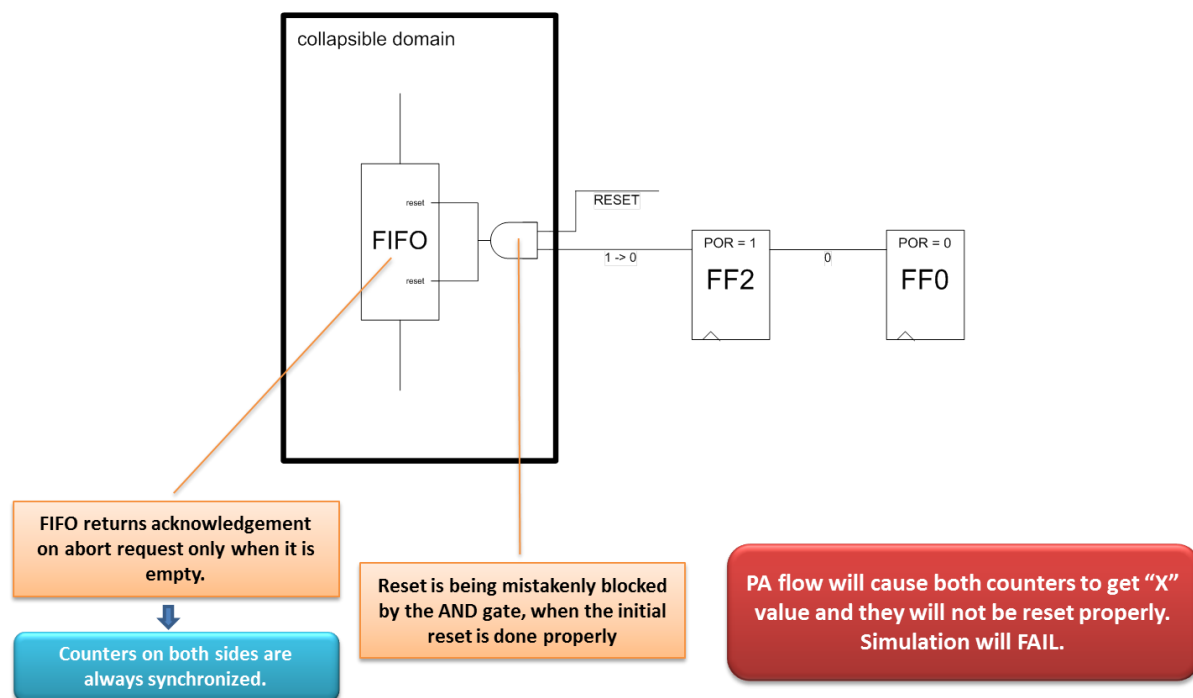 collapsible domain
reset
RESET
FIFO
POR = 1
POR = 0
1 -> 0
FF2
0
FF0
reset
FIFO returns acknowledgement
on abort request only when it is
empty.
Counters on both sides are
always synchronized.
Reset is being mistakenly blocked
by the AND gate, when the initial
reset is done properly
PA flow will cause both counters to get “X”
value and they will not be reset properly.
Simulation will FAIL.